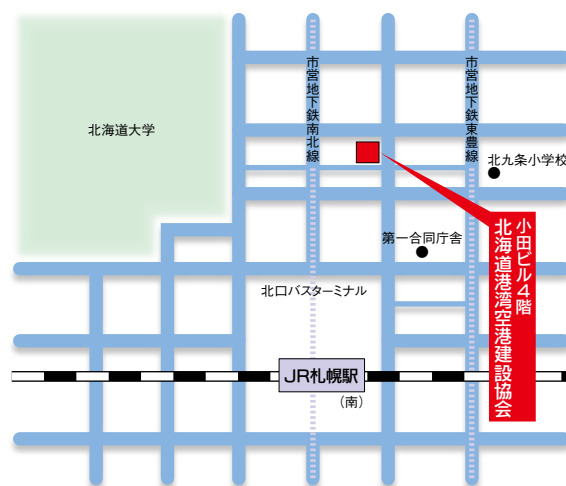 市営地下鉄南北線
市営地下鉄東豊線
北海道大学
北九条小学校
小田ビル4階
北海道港湾空港建設協会
第一合同庁舎
北口バスターミナル
JR札幌駅
(南)